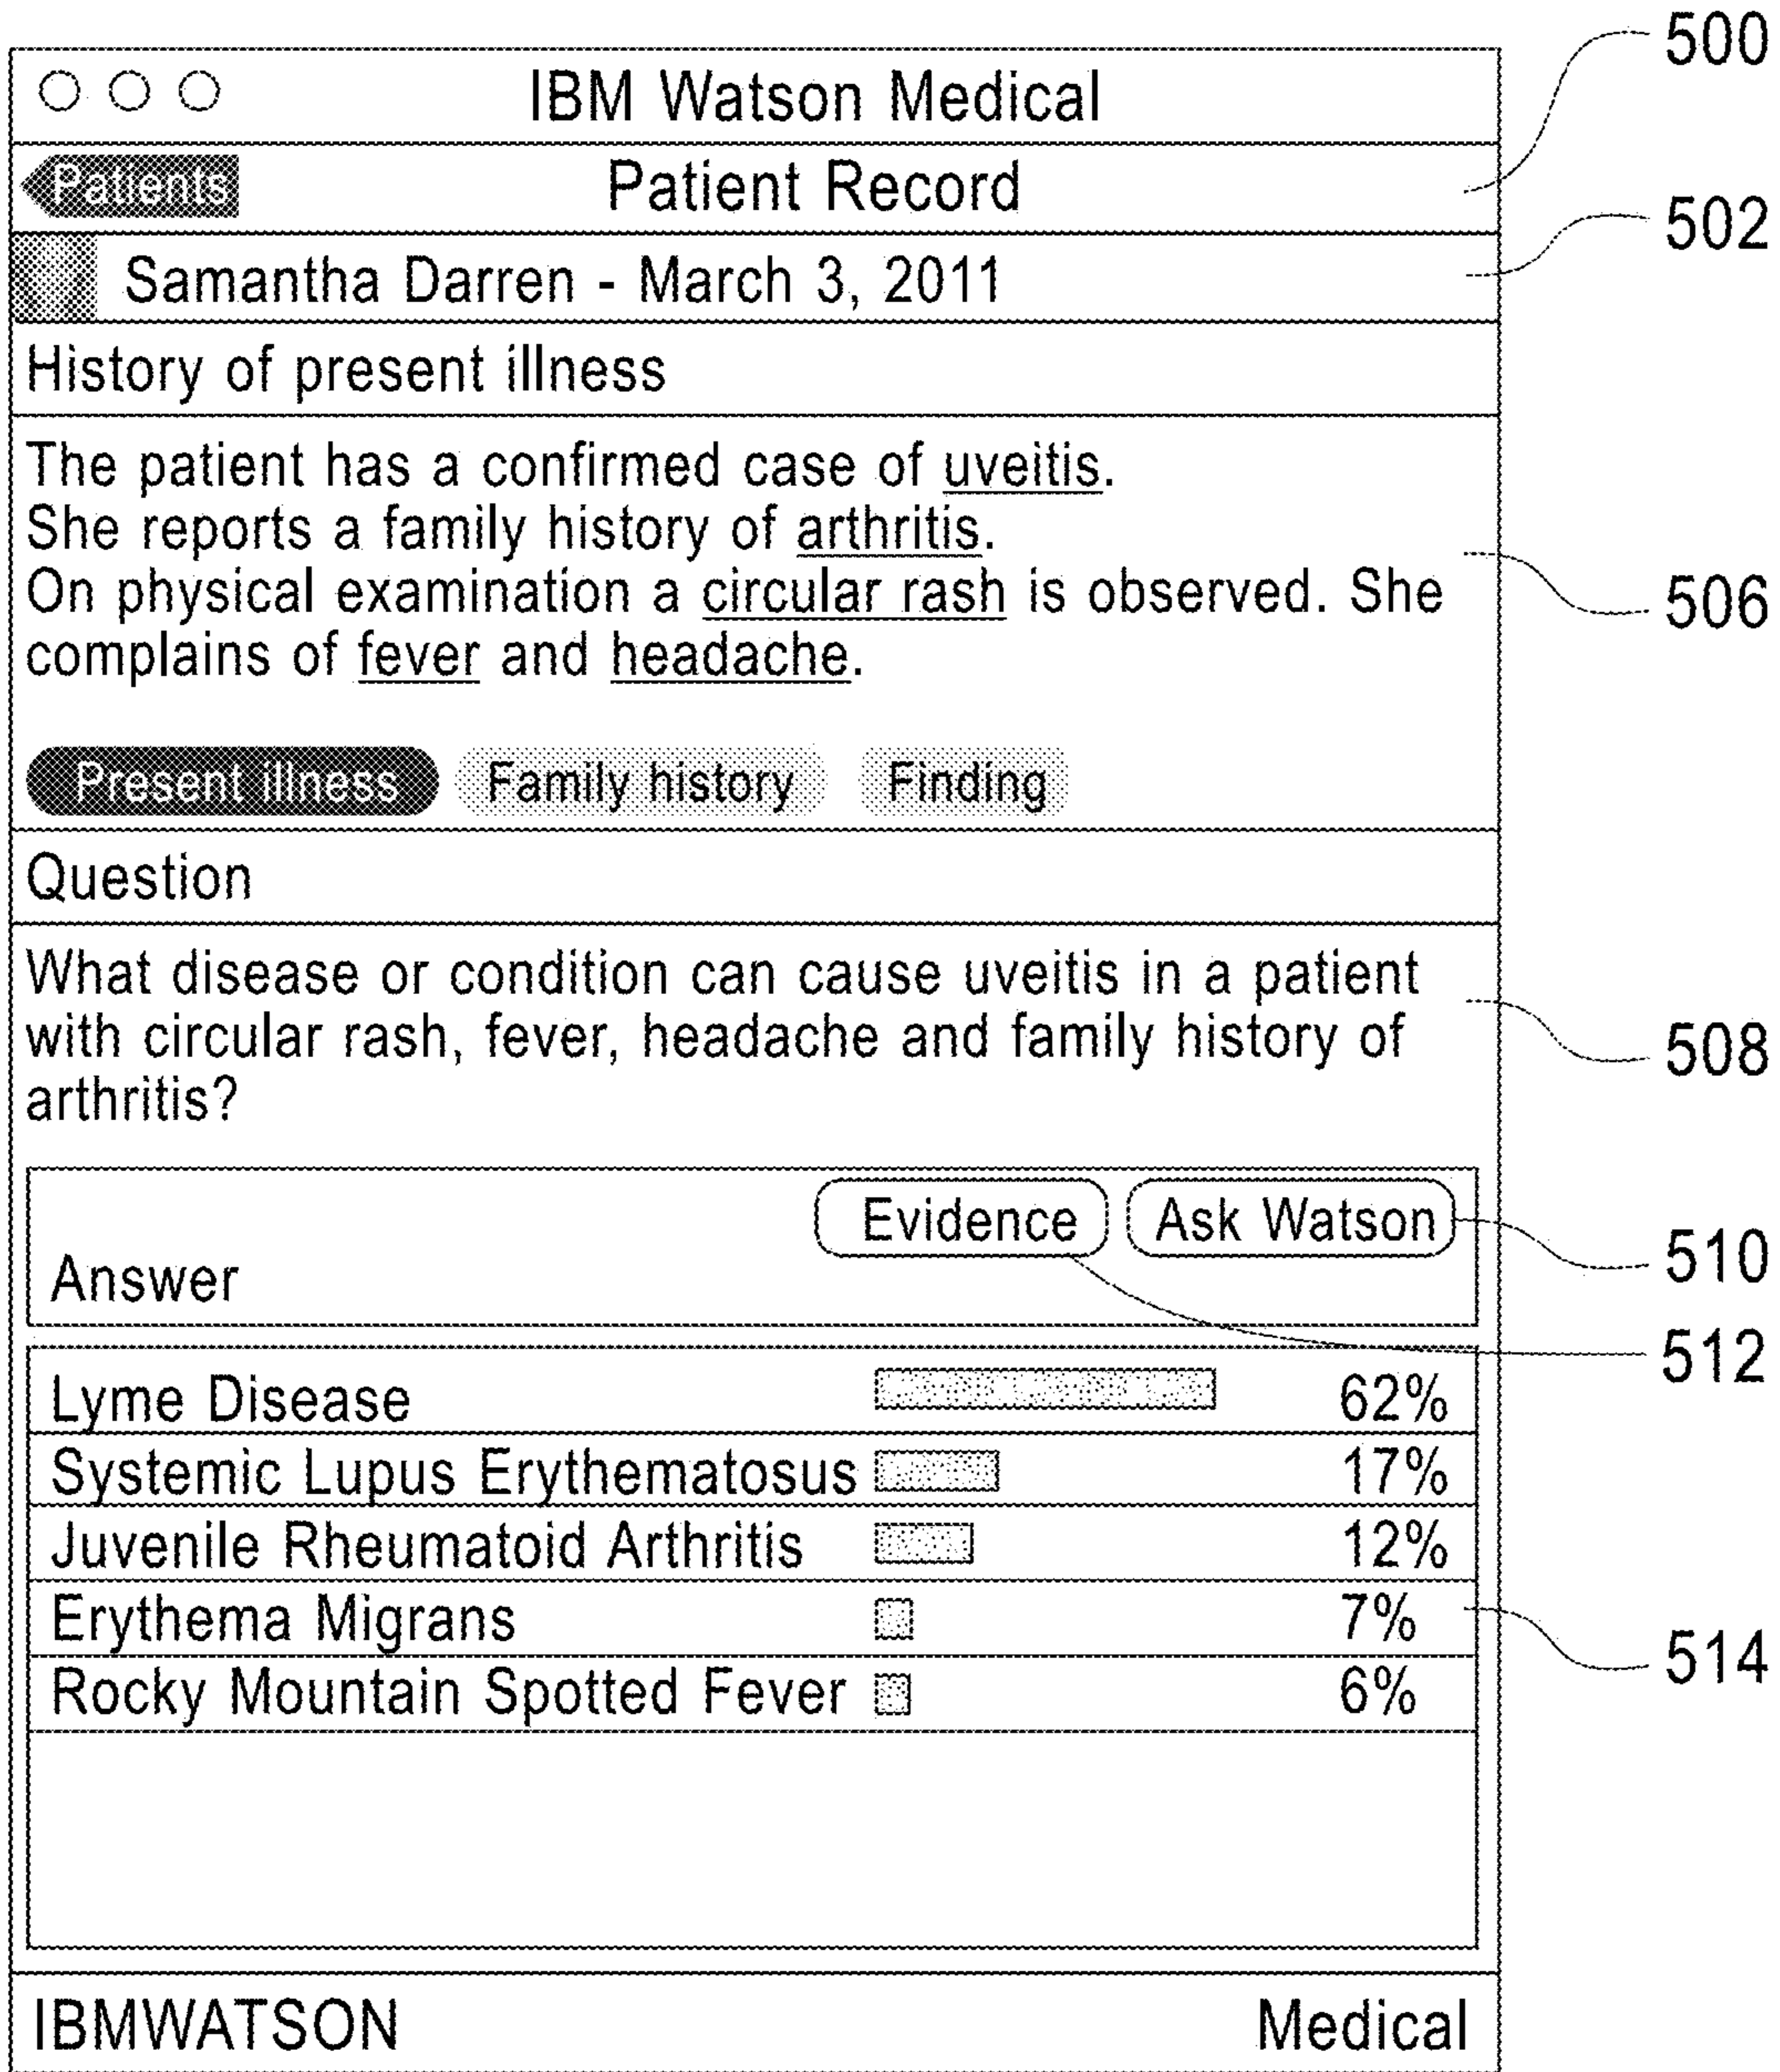 500
IBM Watson Medical
Patients
Patient Record
502
Samantha Darren - March 3, 2011
History of present illness
The patient has a confirmed case of uveitis.
She reports a family history of arthritis.
On physical examination a circular rash is observed. She
complains of fever and headache.
506
Present illness Family history Finding
Question
What disease or condition can cause uveitis in a patient
with circular rash, fever, headache and family history of
arthritis?
508
Evidence Ask Watson
510
Answer
512
Lyme Disease 62%
Systemic Lupus Erythematosus 17%
Juvenile Rheumatoid Arthritis 12%
Erythema Migrans 7%
514
Rocky Mountain Spotted Fever 6%
IBMWATSON Medical